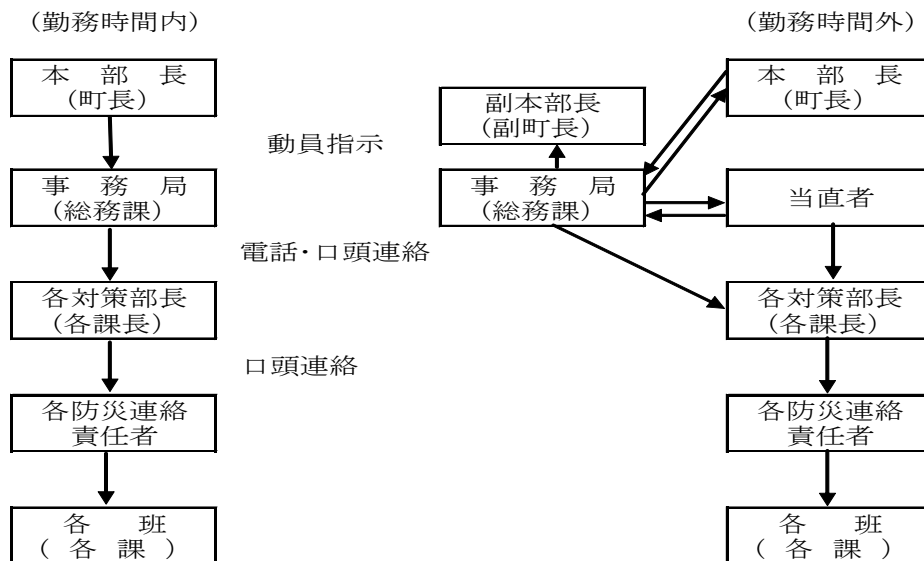 (勤務時間内)
本 部 長
(町長)
事 務 局
(総務課)
各対策部長
(各課長)
各防災連絡
責任者
各 班
( 各 課 )
動員指示
電話・口頭連絡
口頭連絡
(勤務時間外)
副本部長
(副町長)
事 務 局
(総務課)
本 部 長
(町長)
当直者
各対策部長
(各課長)
各防災連絡
責任者
各 班
( 各 課 )